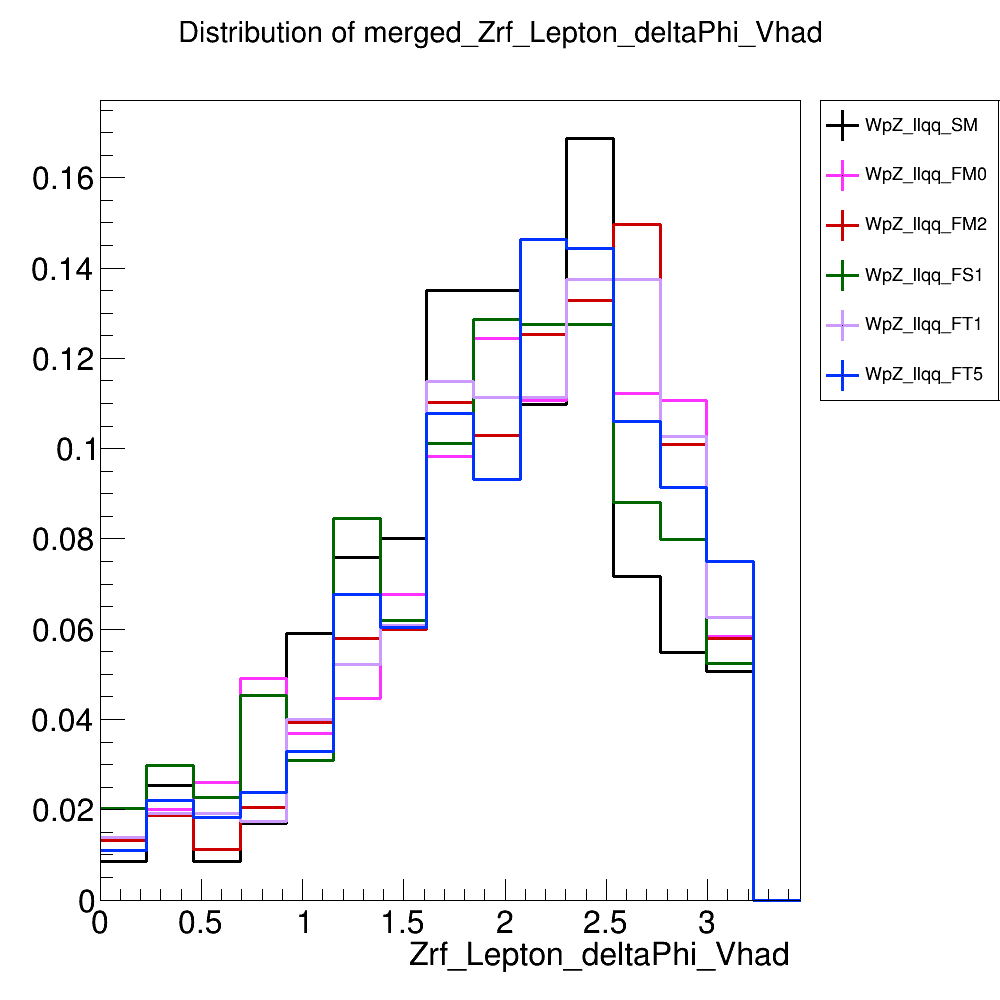 Distribution of merged_Zrf_Lepton_deltaPhi_Vhad
WpZ_llqq_SM
WpZ_llqq_FM0
WpZ_llqq_FM2
WpZ_llqq_FS1
WpZ_llqq_FT1
WpZ_llqq_FT5
0.16
0.14
0.12
0.1
0.08
0.06
0.04
0.02
0
0 0.5 1 1.5 2 2.5 3
Zrf_Lepton_deltaPhi_Vhad